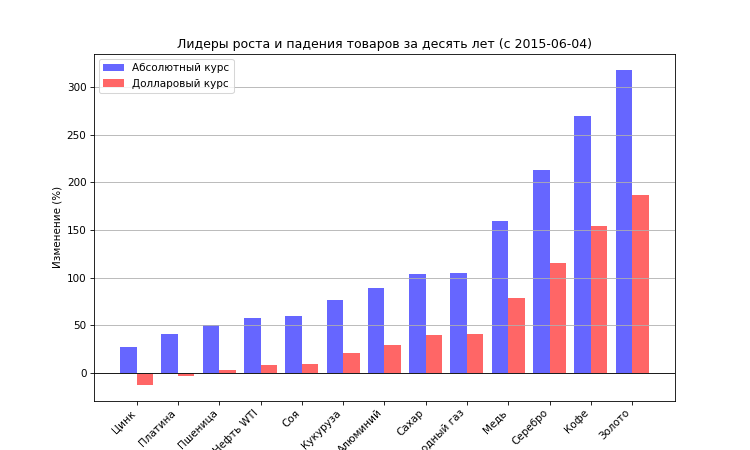 Лидеры роста и падения товаров за десять лет (с 2015-06-04)
Абсолютный курс
Долларовый курс
Изменение (%)
300
250
200
150
100
50
0
Цинк
Платина
Пшеница
Нефть WTI
Соя
Кукуруза
Алюминий
Сахар
одный газ
Медь
Серебро
Кофе
Золото